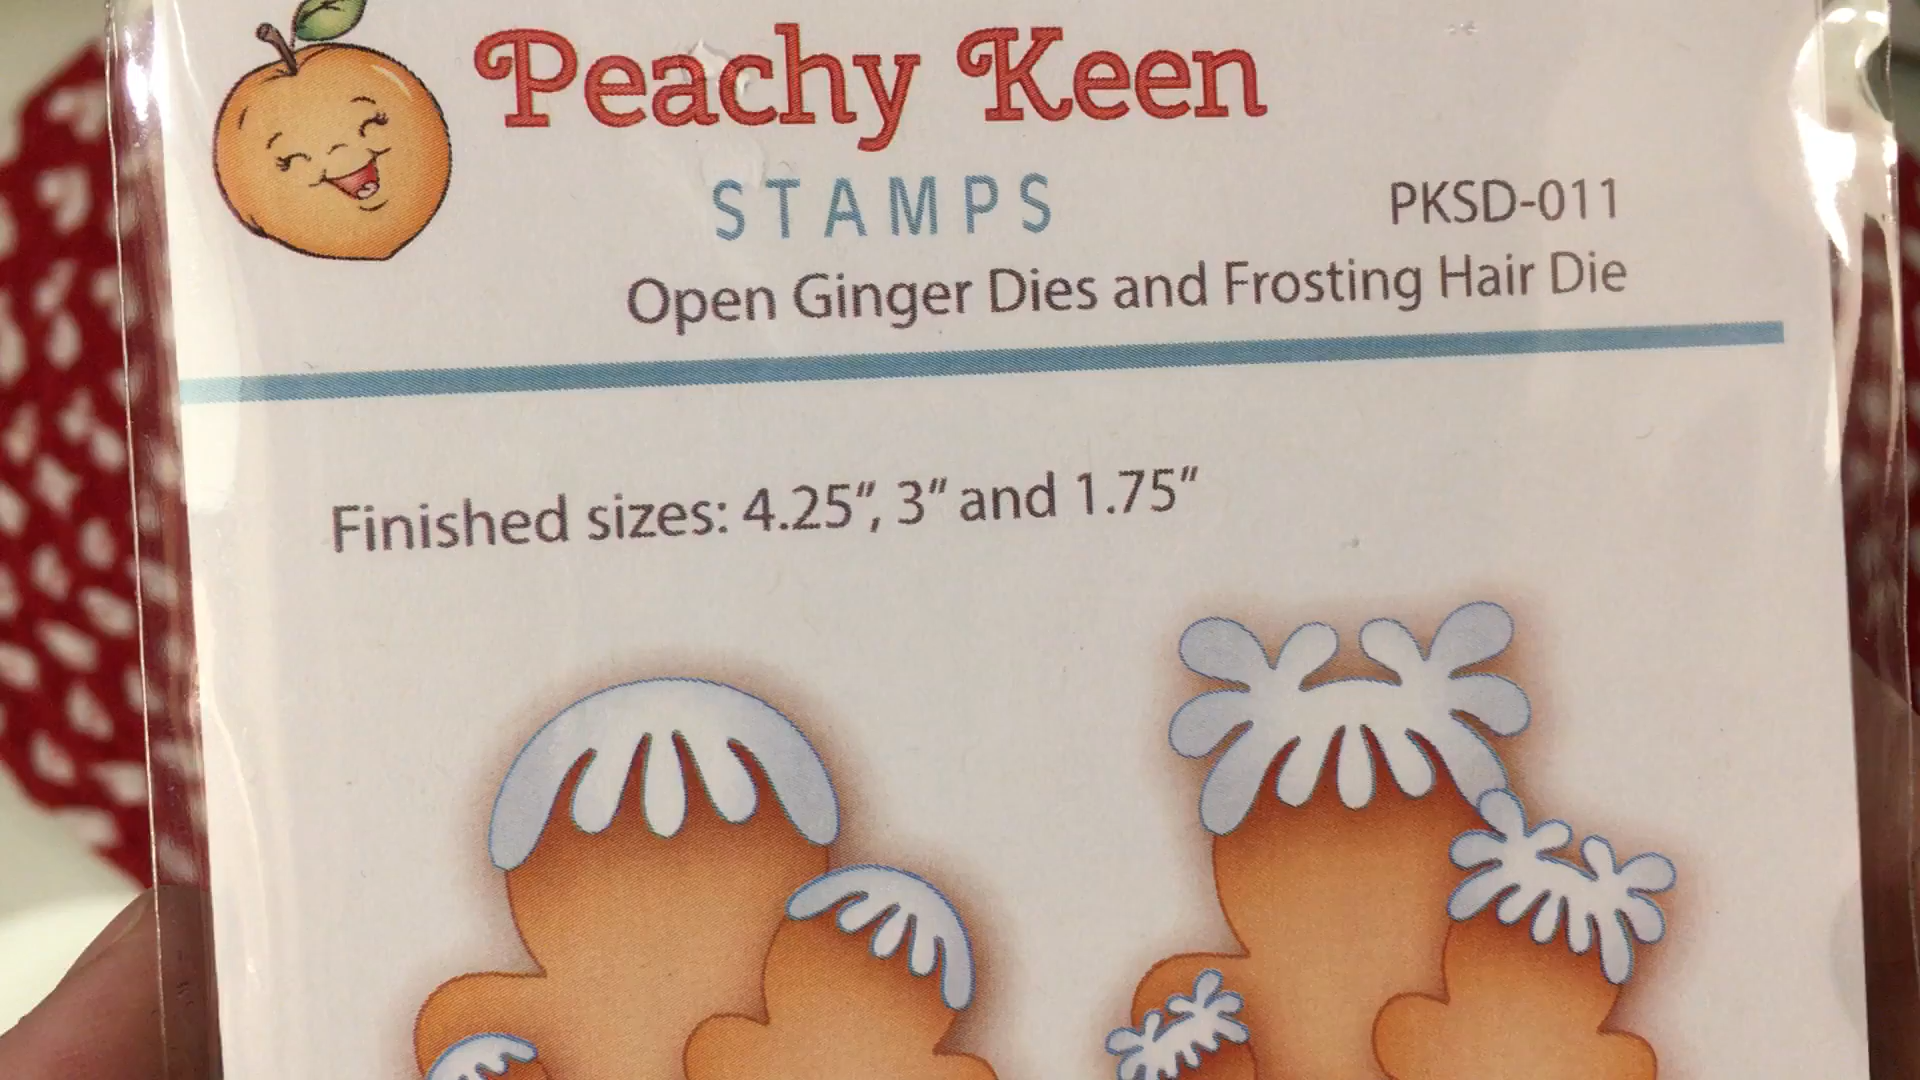 Peachy Keen
STAMPS
PKSD-011
Open Ginger Dies and Frosting Hair Die
Finished sizes: 4.25”, 3” and 1.75”